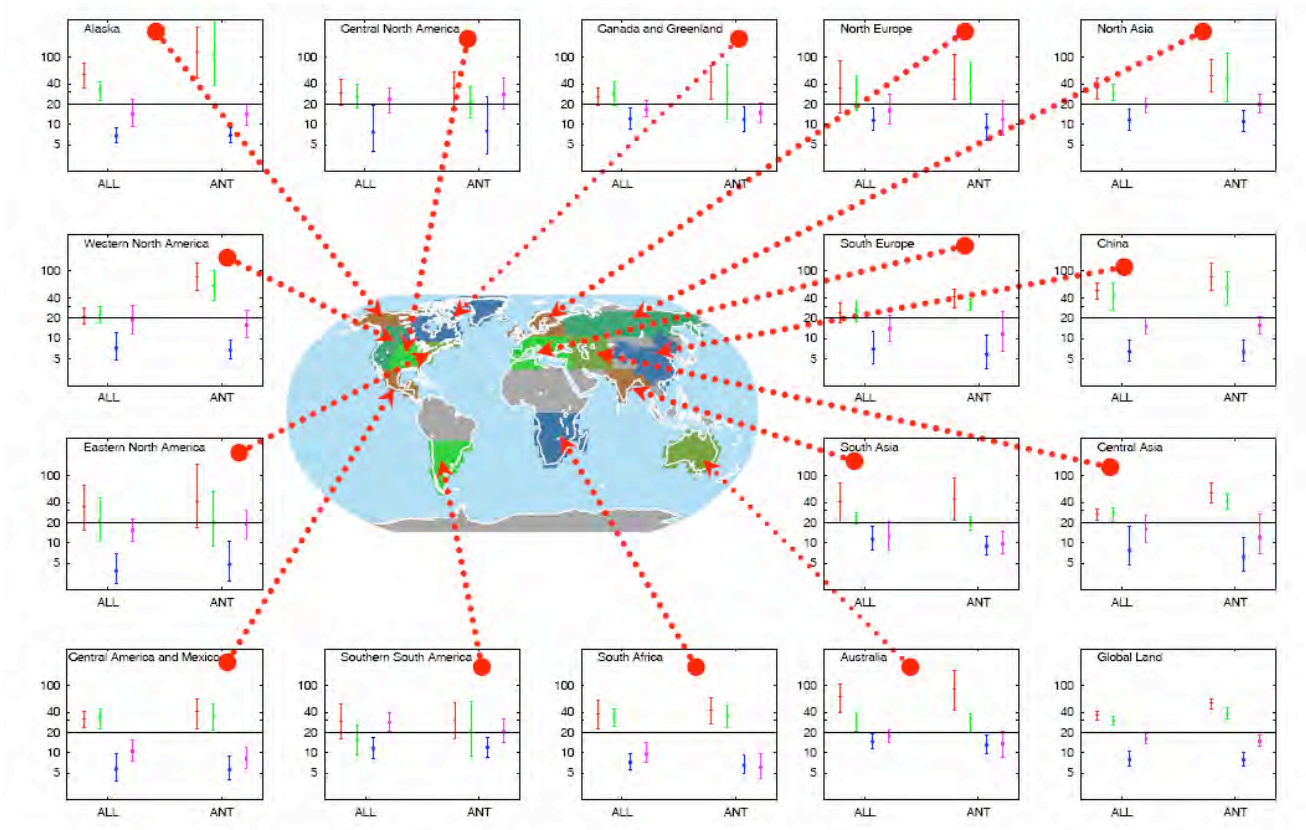 Alaska
100
40
20
10
5
ALL ANT
Central North America
100
40
20
10
5
ALL ANT
Canada and Greenland
100
40
20
10
5
ALL ANT
North Europe
100
40
20
10
5
ALL ANT
North Asia
100
40
20
10
5
ALL ANT
Western North America
100
40
20
10
5
ALL ANT
South Europe
100
40
20
10
5
ALL ANT
China
100
40
20
10
5
ALL ANT
Eastern North America
100
40
20
10
5
ALL ANT
South Asia
100
40
20
10
5
ALL ANT
Central Asia
100
40
20
10
5
ALL ANT
Central America and Mexico
100
40
20
10
5
ALL ANT
Southern South America
100
40
20
10
5
ALL ANT
South Africa
100
40
20
10
5
ALL ANT
Australia
100
40
20
10
5
ALL ANT
Global Land
100
40
20
10
5
ALL ANT